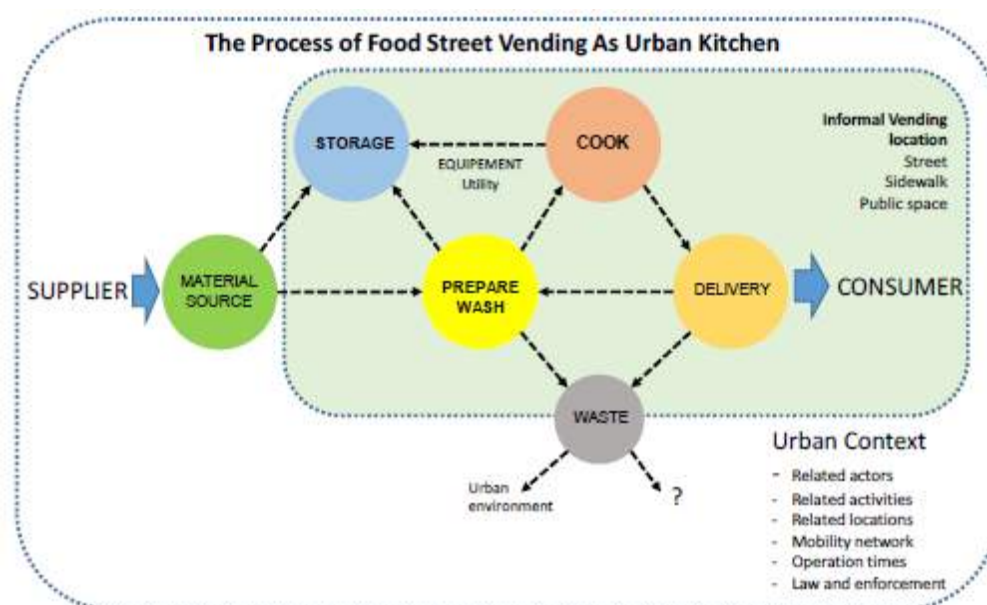 The Process of Food Street Vending As Urban Kitchen
STORAGE
COOK
EQUIPEMENT
Utility
Informal Vending
location
Street
Sidewalk
Public space
SUPPLIER
MATERIAL
SOURCE
PREPARE
WASH
DELIVERY
CONSUMER
WASTE
Urban
environment
?
Urban Context
- Related actors
- Related activities
- Related locations
- Mobility network
- Operation times
- Law and enforcement